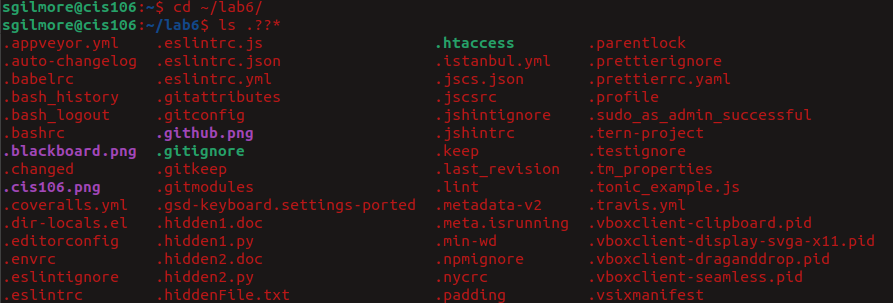 sgilmore@cis106:~$ cd ~/lab6/
sgilmore@cis106:~/lab6$ ls .??*
.appveyor.yml .eslintrc.js .htaccess .parentlock
.auto-changelog .eslintrc.json .istanbul.yml .prettierignore
.babelrc .eslintrc.yml .jscs.json .prettierrc.yaml
.bash_history .gitattributes .jscsrc .profile
.bash_logout .gitconfig .jshintignore .sudo_as_admin_successful
.bashrc .github.png .jshintrc .tern-project
.blackboard.png .gitignore .keep .testignore
.changed .gitkeep .last_revision .tm_properties
.cis106.png .gitmodules .lint .tonic_example.js
.coveralls.yml .gsd-keyboard.settings-ported .metadata-v2 .travis.yml
.dir-locals.el .hidden1.doc .meta.isrunning .vboxclient-clipboard.pid
.editorconfig .hidden1.py .min-wd .vboxclient-display-svga-x11.pid
.envrc .hidden2.doc .npmignore .vboxclient-draganddrop.pid
.eslintignore .hidden2.py .nycrc .vboxclient-seamless.pid
.eslintrc .hiddenFile.txt .padding .vsixmanifest